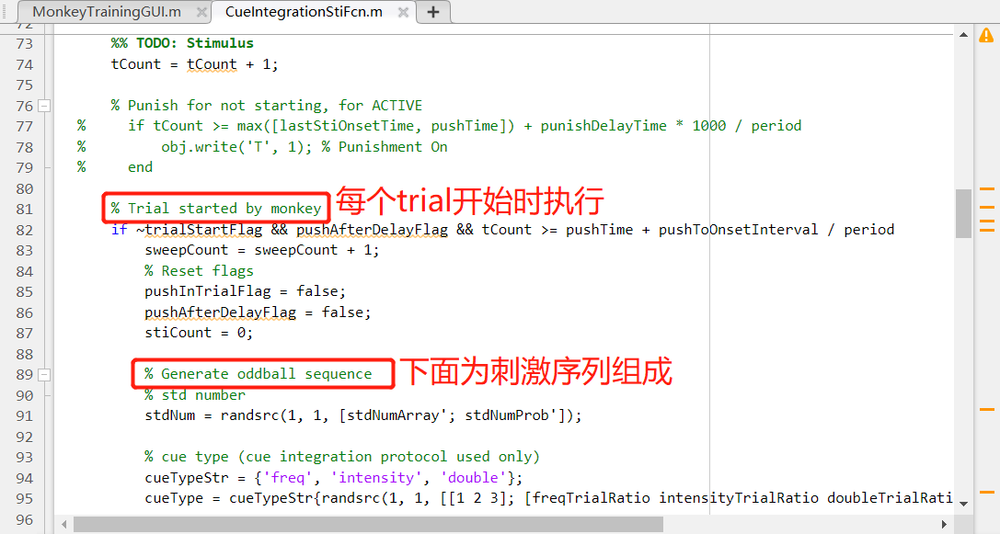 MonkeyTrainingGUI.m × CueIntegrationStiFcn.m × +
72
73 %% TODO: Stimulus
74 tCount = tCount + 1;
75
76 % Punish for not starting, for ACTIVE
77 % if tCount >= max([lastStiOnsetTime, pushTime]) + punishDelayTime * 1000 / period
78 % obj.write('T', 1); % Punishment On
79 % end
80
81 % Trial started by monkey 每个trial开始时执行
82 if ~trialStartFlag && pushAfterDelayFlag && tCount >= pushTime + pushToOnsetInterval / period
83 sweepCount = sweepCount + 1;
84 % Reset flags
85 pushInTrialFlag = false;
86 pushAfterDelayFlag = false;
87 stiCount = 0;
88
89 % Generate oddball sequence 下面为刺激序列组成
90 % std number
91 stdNum = randsrc(1, 1, [stdNumArray'; stdNumProb']);
92
93 % cue type (cue integration protocol used only)
94 cueTypeStr = {'freq', 'intensity', 'double'};
95 cueType = cueTypeStr{randsrc(1, 1, [[1 2 3]; [freqTrialRatio intensityTrialRatio doubleTrialRati
96